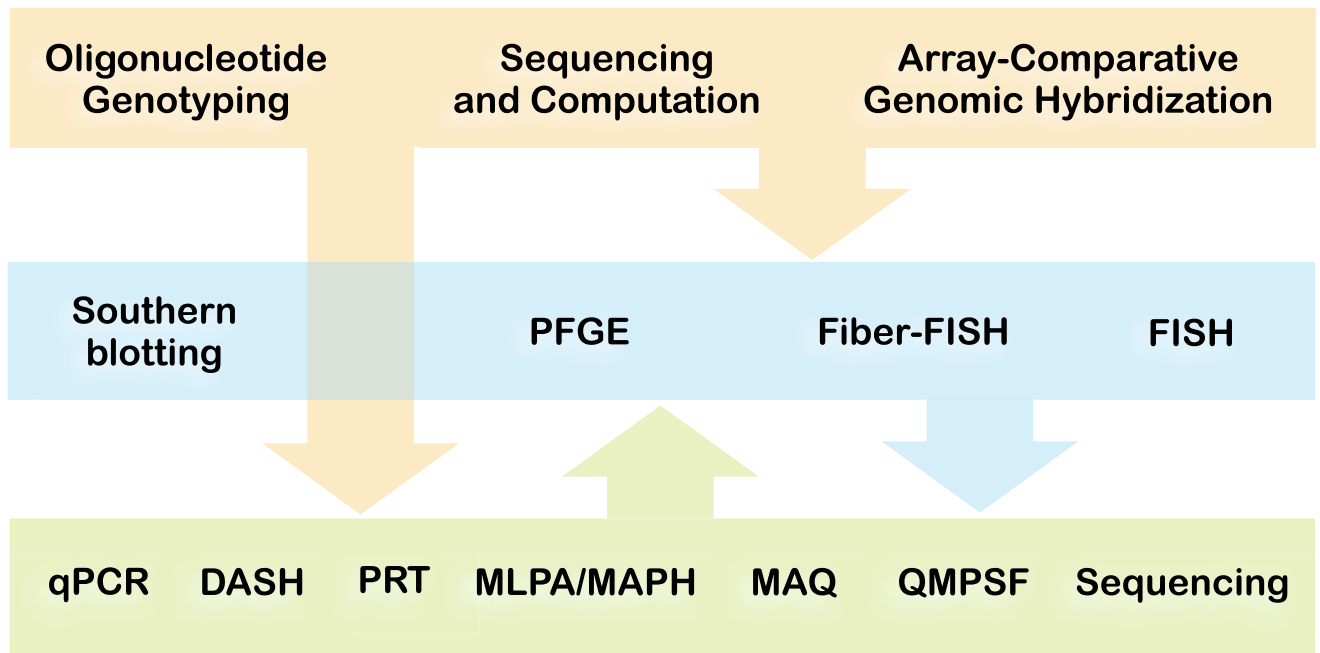 Oligonucleotide
Genotyping
Sequencing
and Computation
Array-Comparative
Genomic Hybridization
Southern
blotting
PFGE
Fiber-FISH
FISH
qPCR
DASH
PRT
MLPA/MAPH
MAQ
QMPSF
Sequencing